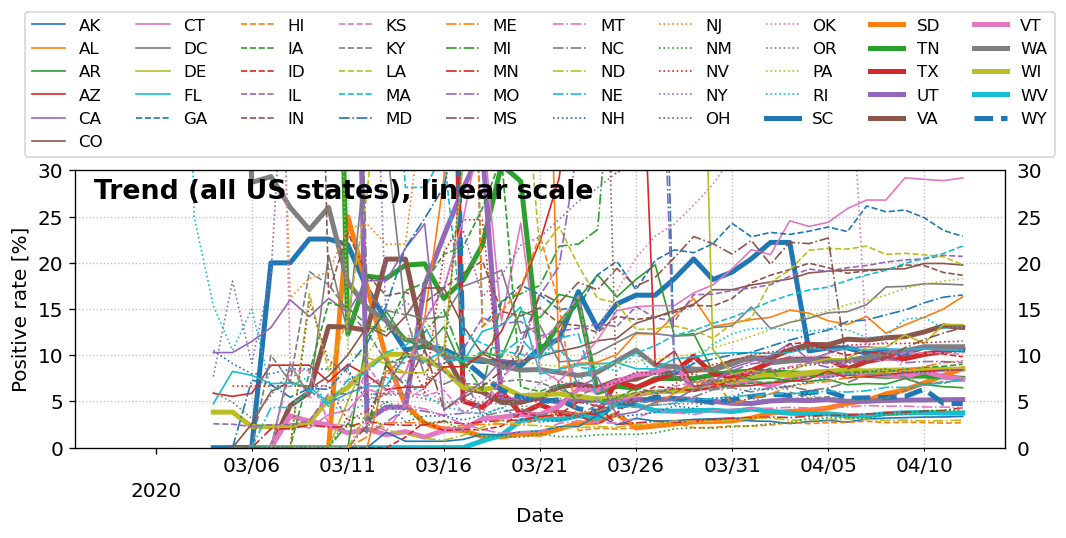 AK CT HI KS ME MT NJ OK SD VT
AL DC IA KY MI NC NM OR TN WA
AR DE ID LA MN ND NV PA TX WI
AZ FL IL MA MO NE NY RI UT WV
CA GA IN MD MS NH OH SC VA WY
CO
Trend (all US states), linear scale
Positive rate [%]
30 30
25 25
20 20
15 15
10 10
5 5
0 0
03/06 03/11 03/16 03/21 03/26 03/31 04/05 04/10
2020
Date